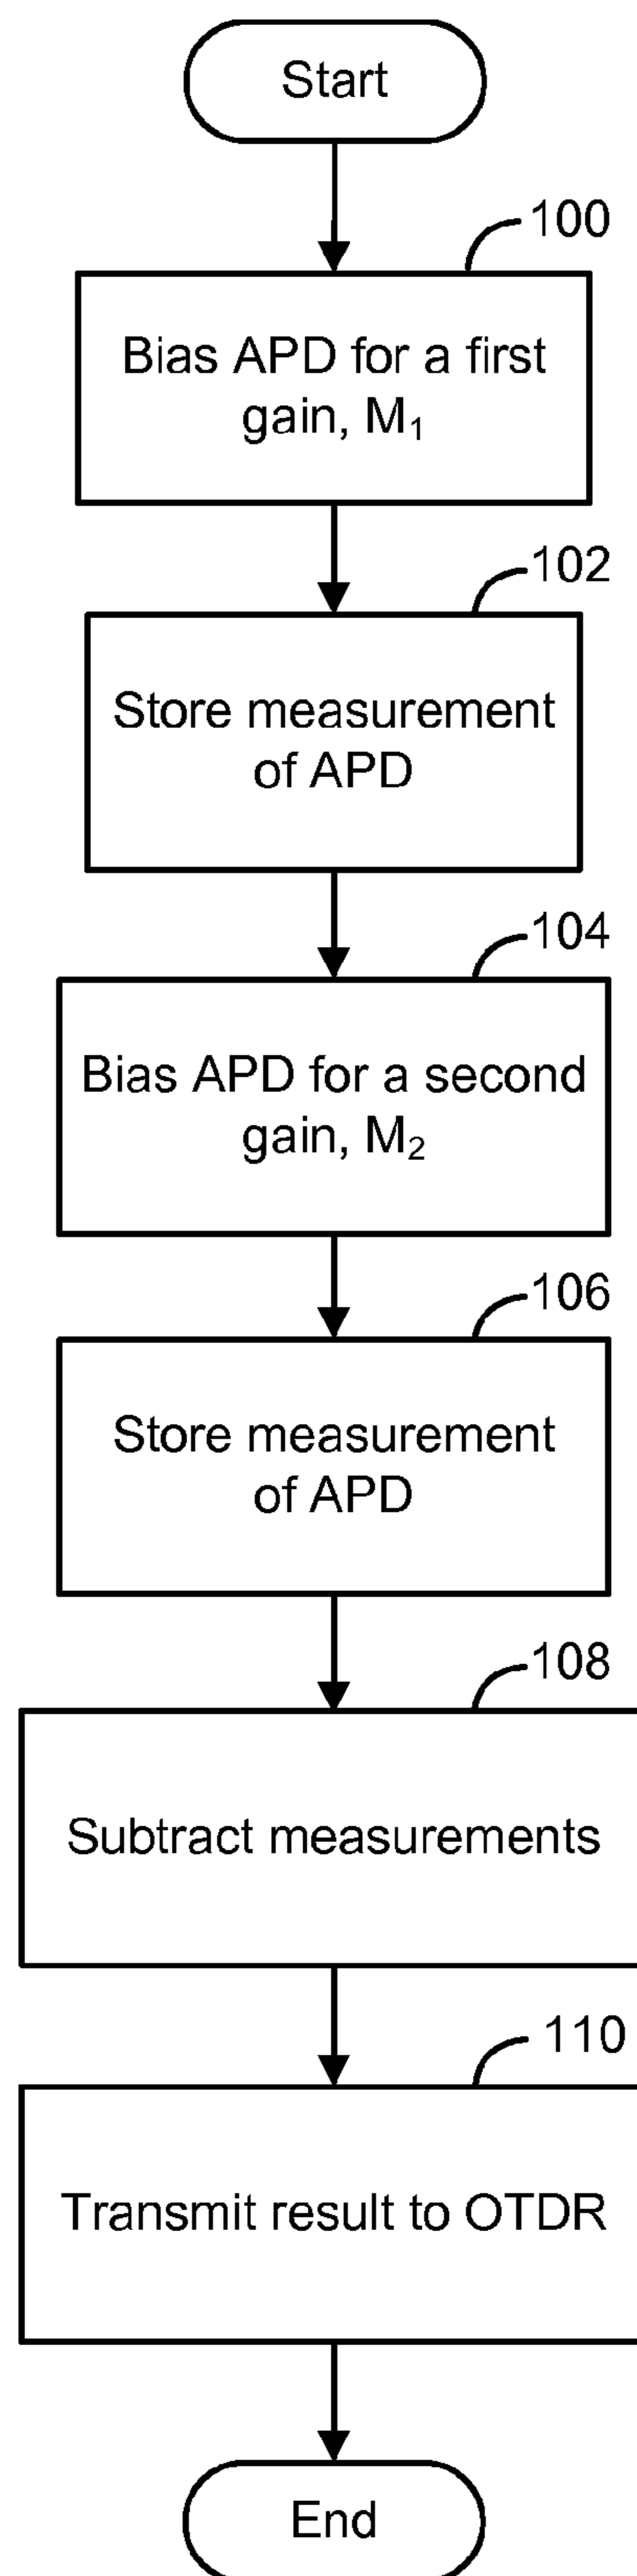 Start
100
Bias APD for a first
gain, M₁
102
Store measurement
of APD
104
Bias APD for a second
gain, M₂
106
Store measurement
of APD
108
Subtract measurements
110
Transmit result to OTDR
End